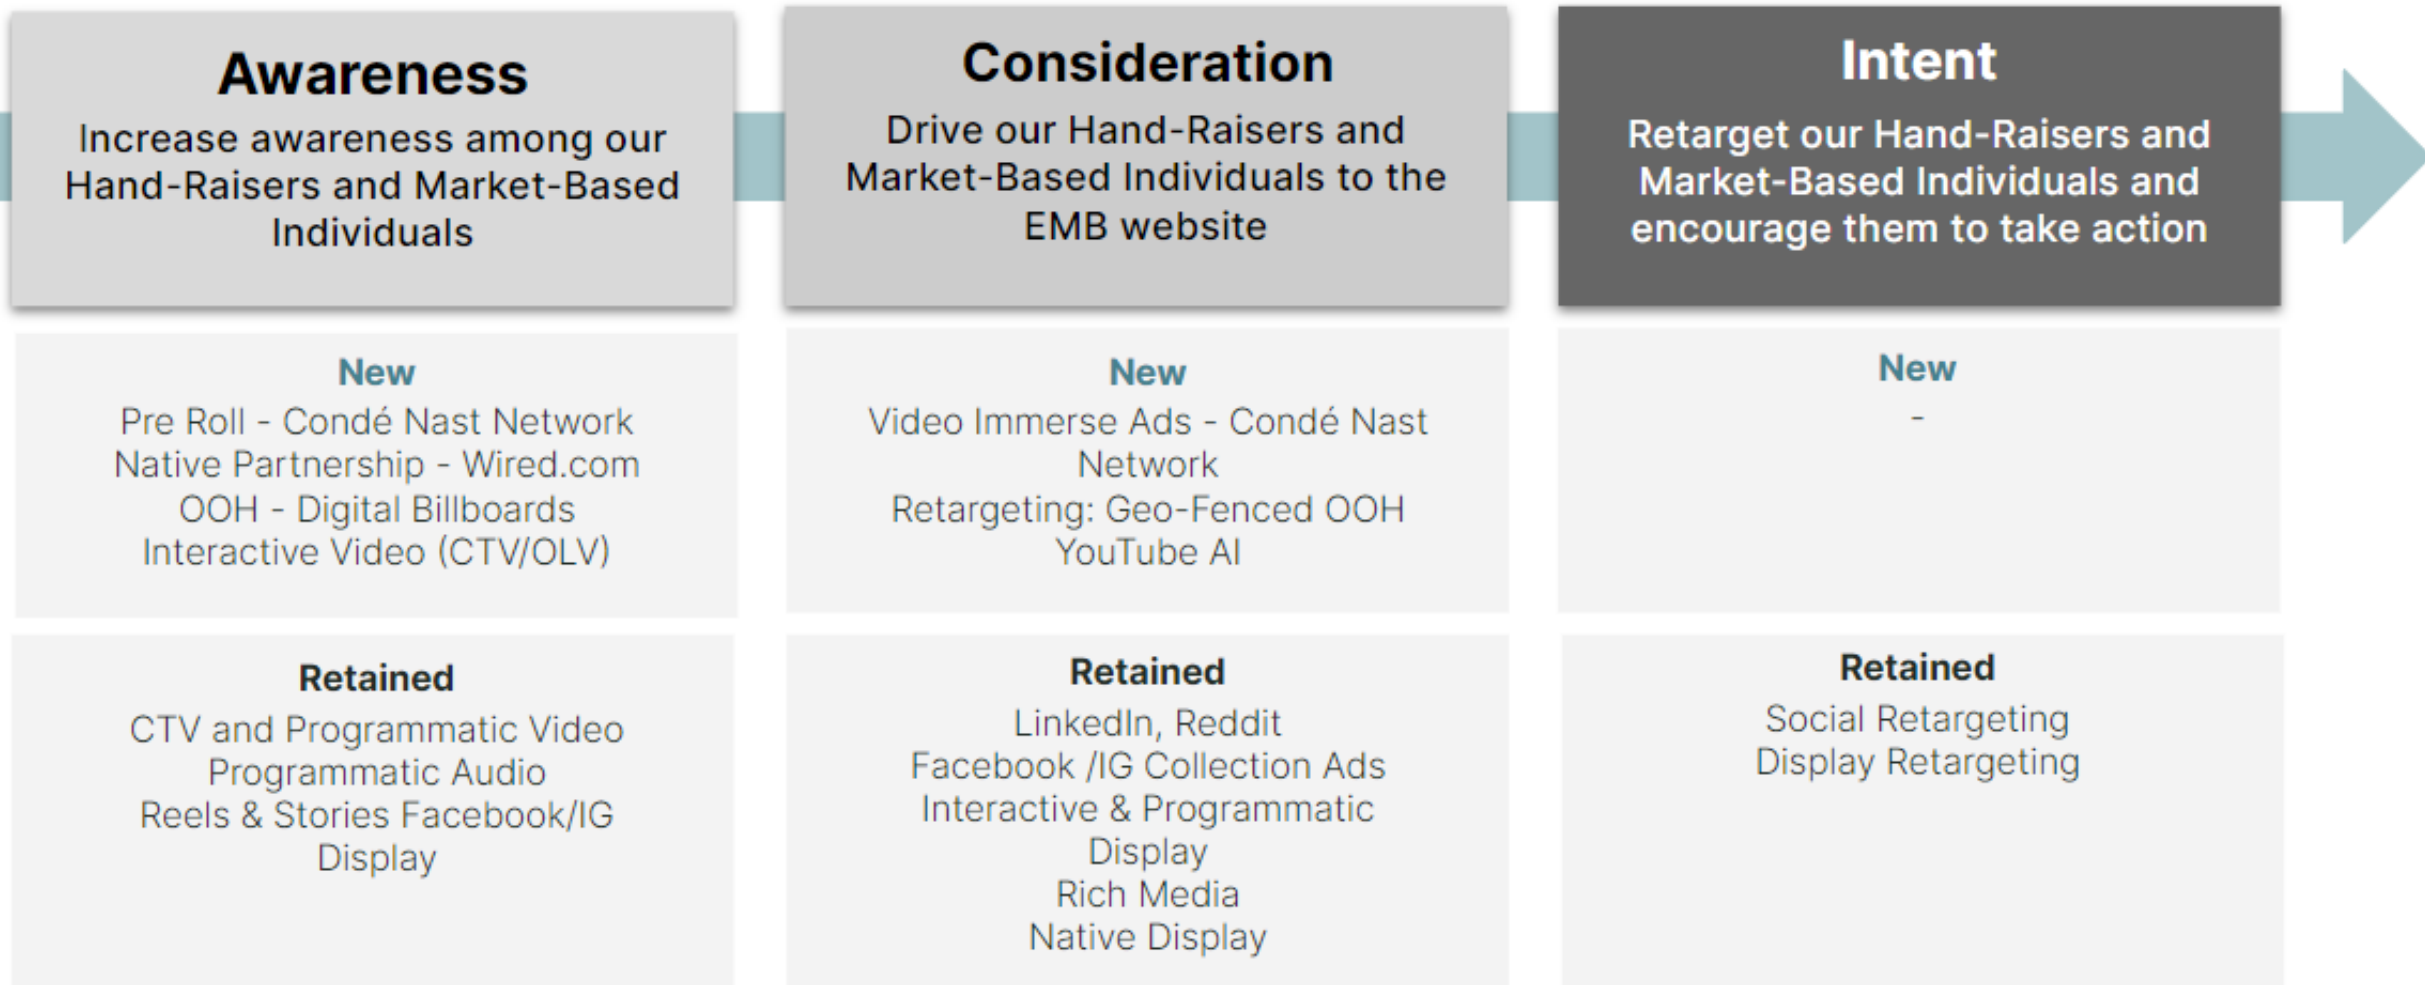 Awareness
Increase awareness among our
Hand-Raisers and Market-Based
Individuals
Consideration
Drive our Hand-Raisers and
Market-Based Individuals to the
EMB website
Intent
Retarget our Hand-Raisers and
Market-Based Individuals and
encourage them to take action
New
Pre Roll - Condé Nast Network
Native Partnership - Wired.com
OOH - Digital Billboards
Interactive Video (CTV/OLV)
New
Video Immerse Ads - Condé Nast
Network
Retargeting: Geo-Fenced OOH
YouTube AI
New
-
Retained
CTV and Programmatic Video
Programmatic Audio
Reels & Stories Facebook/IG
Display
Retained
LinkedIn, Reddit
Facebook /IG Collection Ads
Interactive & Programmatic
Display
Rich Media
Native Display
Retained
Social Retargeting
Display Retargeting